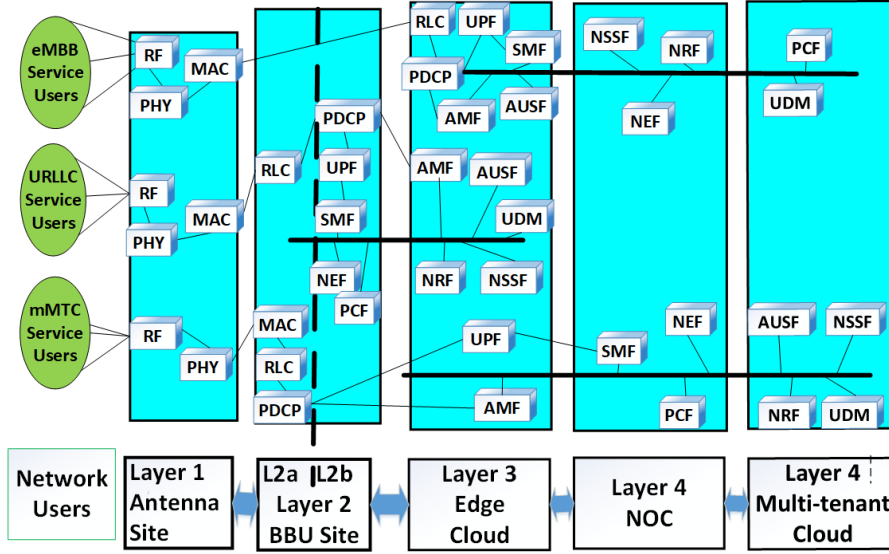 eMBB
Service
Users
RF
PHY
MAC
RLC
UPF
SMF
PDCP
AMF
AUSF
NSSF
NRF
NEF
PCF
UDM
URLLC
Service
Users
RF
PHY
MAC
RLC
PDCP
UPF
SMF
NEF
PCF
AMF
AUSF
UDM
NRF
NSSF
mMTC
Service
Users
RF
PHY
MAC
RLC
PDCP
UPF
AMF
SMF
NEF
PCF
AUSF
NSSF
NRF
UDM
Network
Users
Layer 1
Antenna
Site
L2a L2b
Layer 2
BBU Site
Layer 3
Edge
Cloud
Layer 4
NOC
Layer 4
Multi-tenant
Cloud